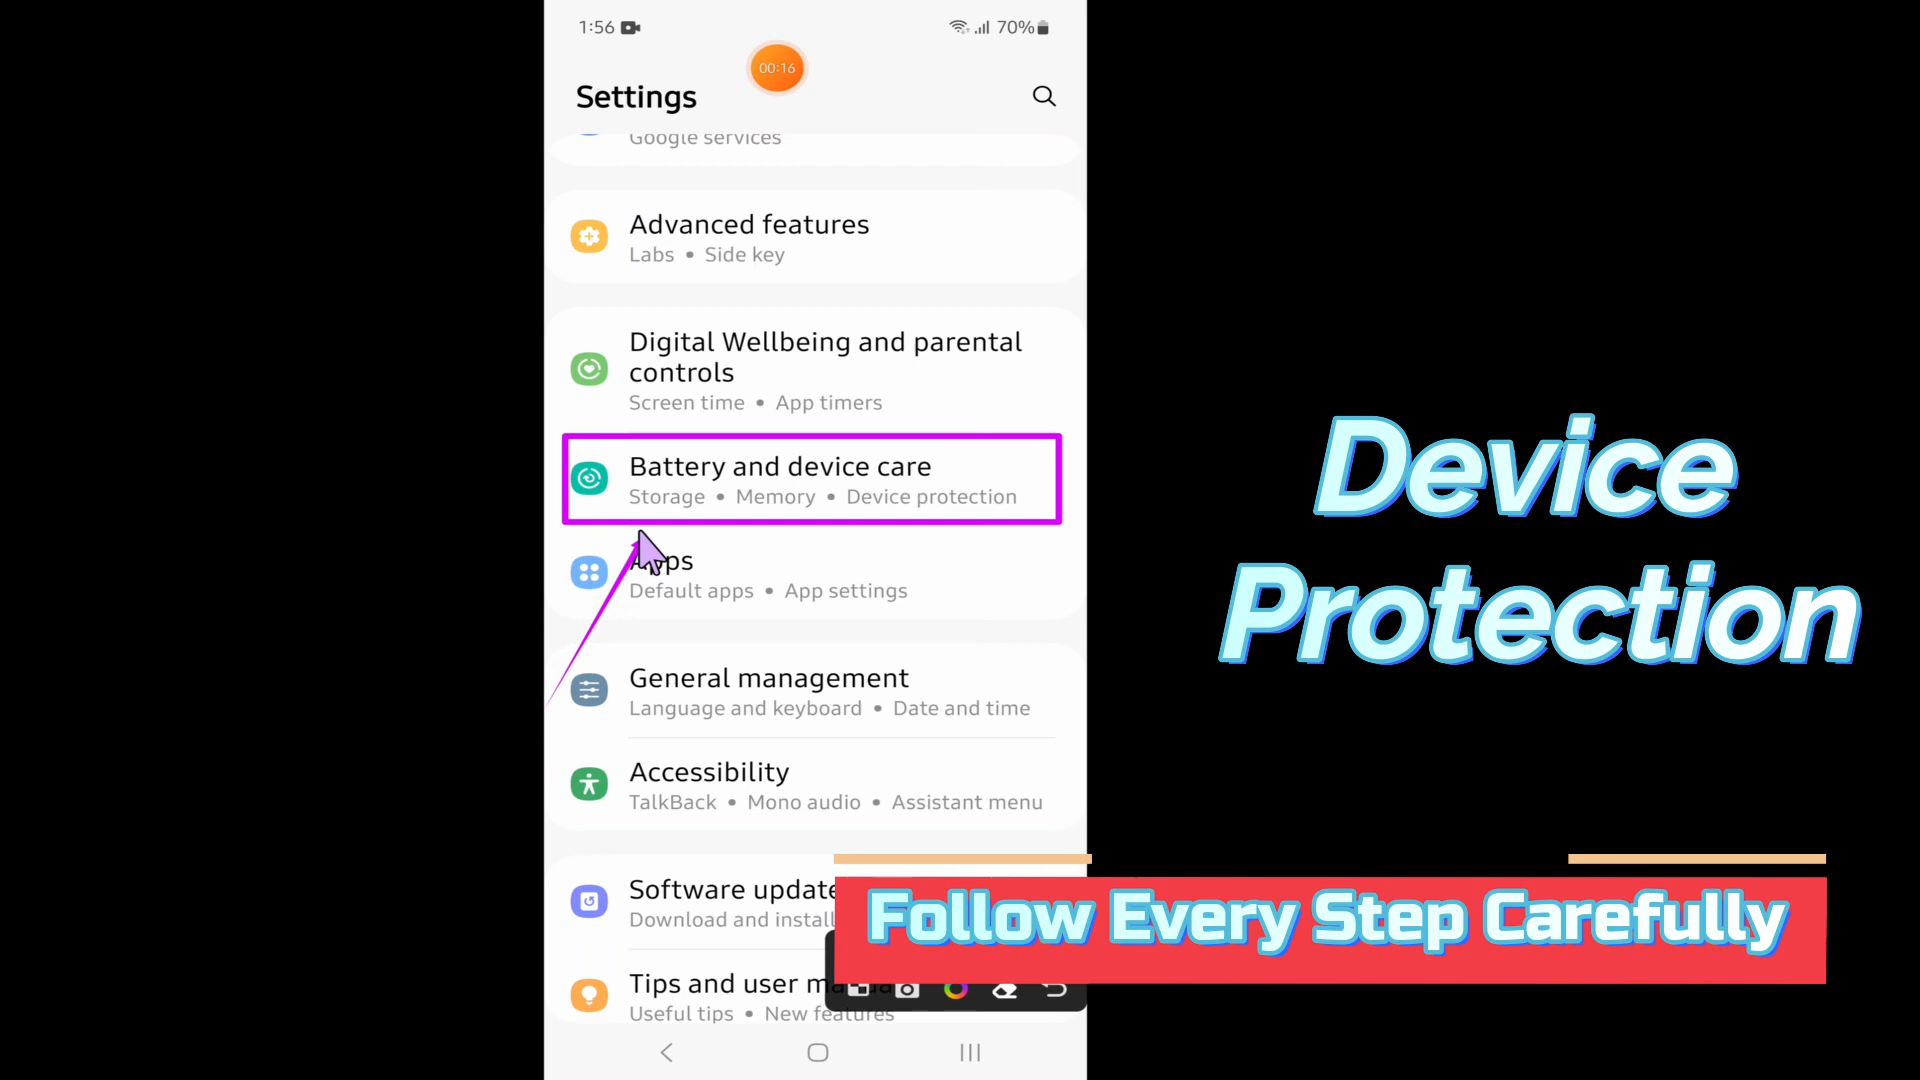 1:56
70%
00:16
Settings
Google services
Advanced features
Labs • Side key
Digital Wellbeing and parental
controls
Screen time • App timers
Battery and device care
Storage • Memory • Device protection
Apps
Default apps • App settings
General management
Language and keyboard • Date and time
Accessibility
TalkBack • Mono audio • Assistant menu
Software update
Download and install
Tips and user manual
Useful tips • New features
Device
Protection
Follow Every Step Carefully